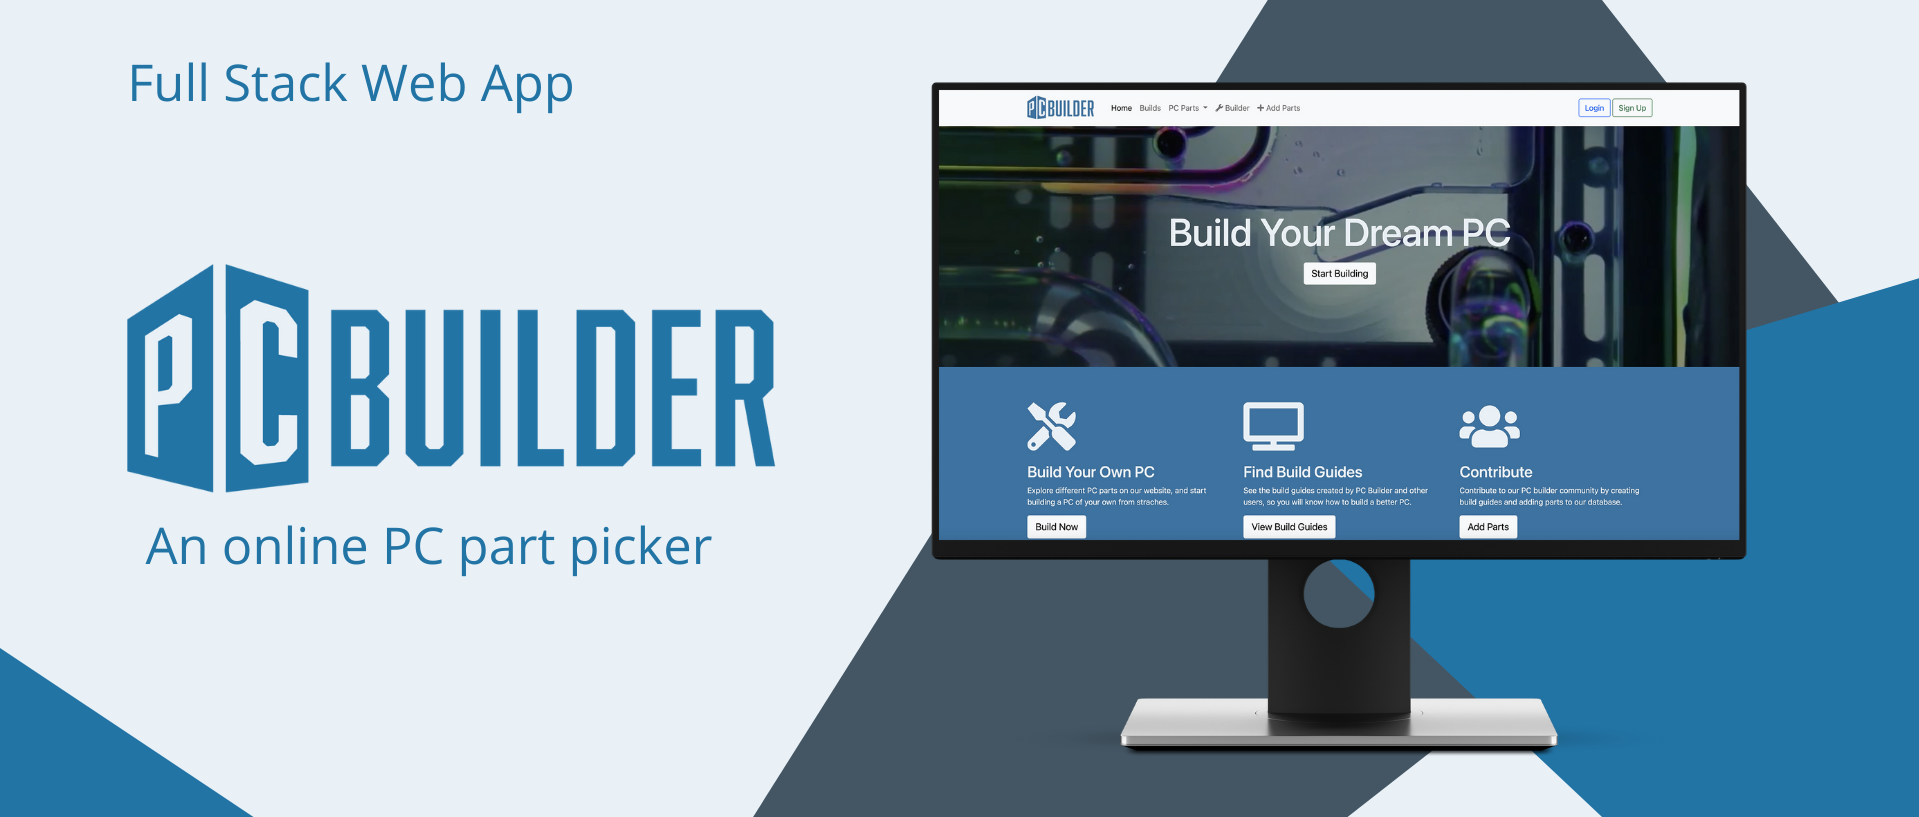 Full Stack Web App
PC BUILDER
An online PC part picker
PC BUILDER Home Builds PC Parts Builder Add Parts Login Sign Up
Build Your Dream PC
Start Building
Build Your Own PC
Explore different PC parts on our website, and start
building a PC of your own from straches.
Build Now
Find Build Guides
See the build guides created by PC Builder and other
users, so you will know how to build a better PC.
View Build Guides
Contribute
Contribute to our PC builder community by creating
build guides and adding parts to our database.
Add Parts